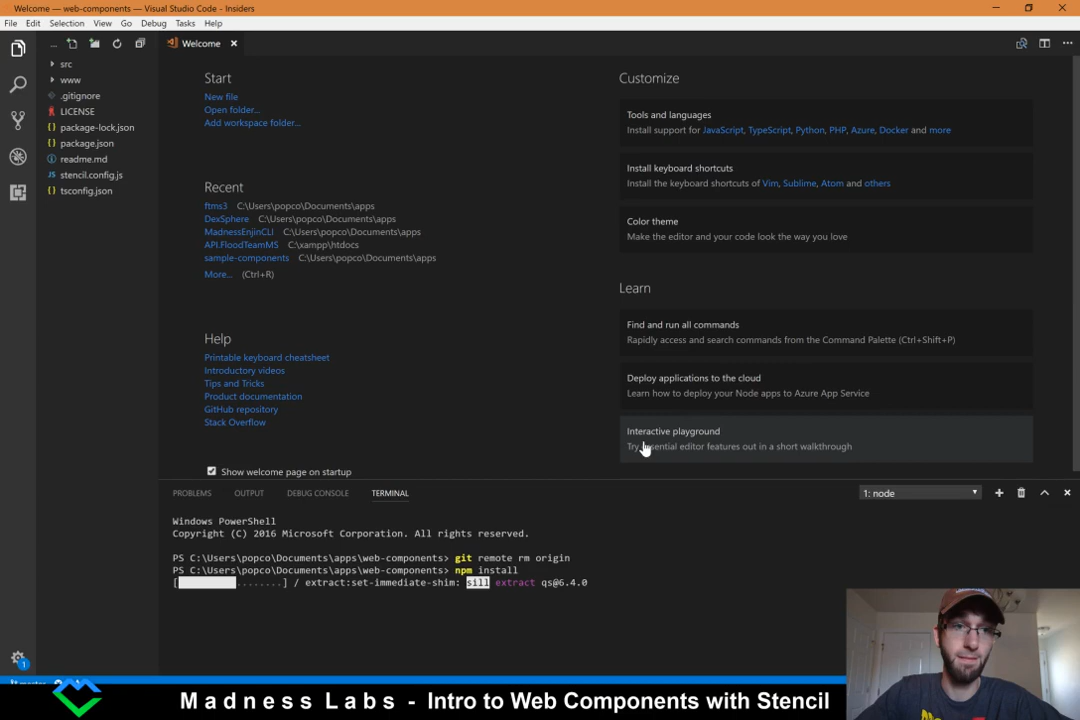 Welcome — web-components — Visual Studio Code - Insiders
File Edit Selection View Go Debug Tasks Help
... Welcome
src
www
.gitignore
LICENSE
package-lock.json
package.json
readme.md
stencil.config.js
tsconfig.json
Start
New file
Open folder...
Add workspace folder...
Recent
ftms3 C:\Users\popco\Documents\apps
DexSphere C:\Users\popco\Documents\apps
MadnessEnjinCLI C:\Users\popco\Documents\apps
API.FloodTeamMS C:\xampp\htdocs
sample-components C:\Users\popco\Documents\apps
More... (Ctrl+R)
Help
Printable keyboard cheatsheet
Introductory videos
Tips and Tricks
Product documentation
GitHub repository
Stack Overflow
Show welcome page on startup
Customize
Tools and languages
Install support for JavaScript, TypeScript, Python, PHP, Azure, Docker and more
Install keyboard shortcuts
Install the keyboard shortcuts of Vim, Sublime, Atom and others
Color theme
Make the editor and your code look the way you love
Learn
Find and run all commands
Rapidly access and search commands from the Command Palette (Ctrl+Shift+P)
Deploy applications to the cloud
Learn how to deploy your Node apps to Azure App Service
Interactive playground
Try essential editor features out in a short walkthrough
PROBLEMS OUTPUT DEBUG CONSOLE TERMINAL 1: node
Windows PowerShell
Copyright (C) 2016 Microsoft Corporation. All rights reserved.
PS C:\Users\popco\Documents\apps\web-components> git remote rm origin
PS C:\Users\popco\Documents\apps\web-components> npm install
[ ........] / extract:set-immediate-shim: sill extract qs@6.4.0
1
Madness Labs - Intro to Web Components with Stencil